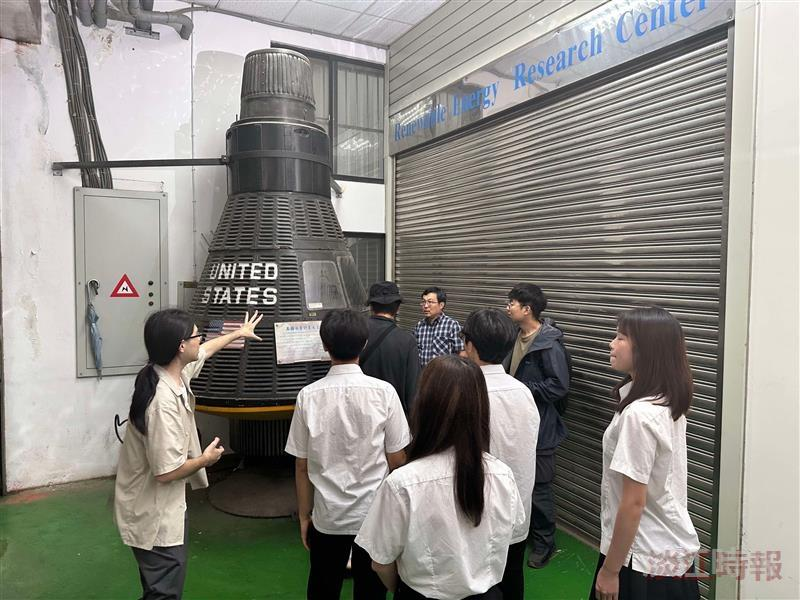 Renewable Energy Research Center
UNITED
STATES
淡江時報